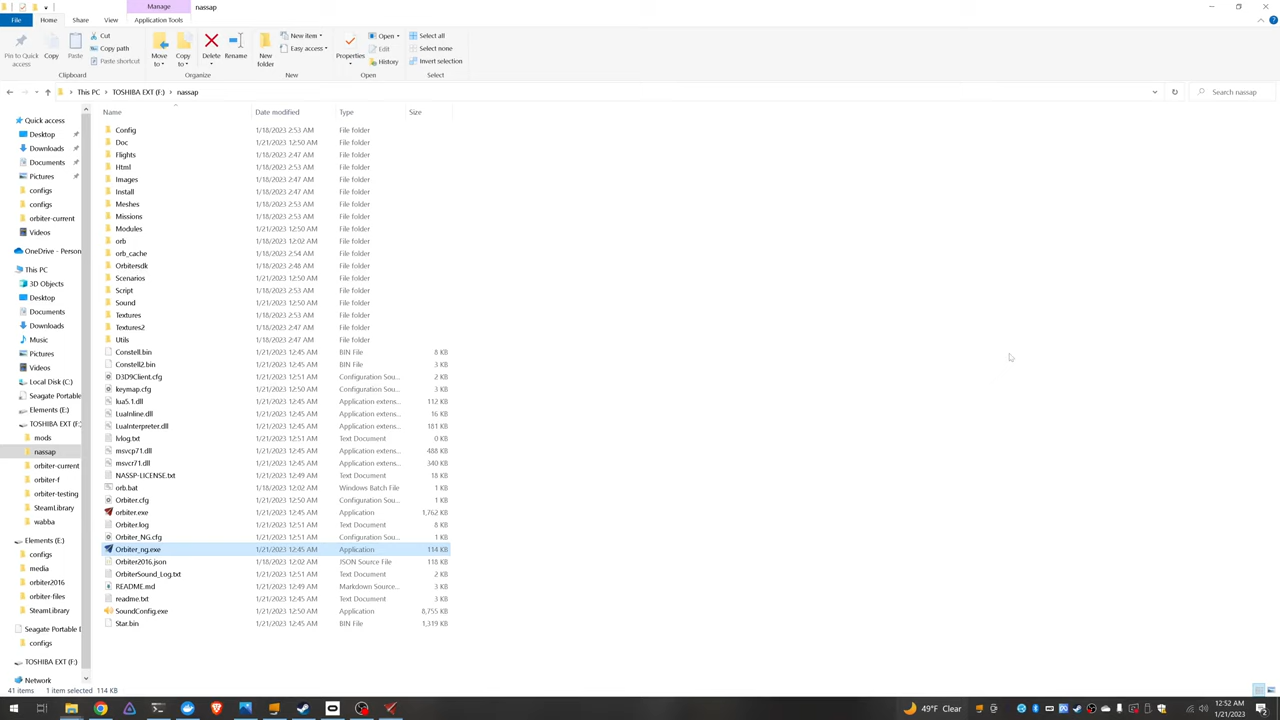 Manage
nassap
File
Home
Share
View
Application Tools
Pin to Quick access
Copy
Paste
Cut
Copy path
Paste shortcut
Clipboard
Move to
Copy to
Delete
Rename
Organize
New folder
New item
Easy access
New
Properties
Open
Edit
History
Open
Select all
Select none
Invert selection
Select
This PC
TOSHIBA EXT (F:)
nassap
Search nassap
Name
Date modified
Type
Size
Quick access
Desktop
Downloads
Documents
Pictures
configs
configs
orbiter-current
Videos
OneDrive - Person
This PC
3D Objects
Desktop
Documents
Downloads
Music
Pictures
Videos
Local Disk (C:)
Seagate Portable
Elements (E:)
TOSHIBA EXT (F:
mods
nassap
orbiter-current
orbiter-f
orbiter-testing
SteamLibrary
wabba
Elements (E:)
configs
media
orbiter2016
orbiter-files
SteamLibrary
Seagate Portable D
configs
TOSHIBA EXT (F:)
Network
Config 1/18/2023 2:53 AM File folder
Doc 1/21/2023 12:50 AM File folder
Flights 1/18/2023 2:47 AM File folder
Html 1/18/2023 2:53 AM File folder
Images 1/18/2023 2:47 AM File folder
Install 1/18/2023 2:47 AM File folder
Meshes 1/18/2023 2:53 AM File folder
Missions 1/18/2023 2:53 AM File folder
Modules 1/21/2023 12:50 AM File folder
orb 1/18/2023 12:02 AM File folder
orb_cache 1/18/2023 2:54 AM File folder
Orbitersdk 1/18/2023 2:48 AM File folder
Scenarios 1/21/2023 12:50 AM File folder
Script 1/18/2023 2:53 AM File folder
Sound 1/21/2023 12:50 AM File folder
Textures 1/18/2023 2:53 AM File folder
Textures2 1/18/2023 2:47 AM File folder
Utils 1/18/2023 2:47 AM File folder
Constell.bin 1/21/2023 12:45 AM BIN File 8 KB
Constell2.bin 1/21/2023 12:45 AM BIN File 3 KB
D3D9Client.cfg 1/21/2023 12:51 AM Configuration Sou... 2 KB
keymap.cfg 1/21/2023 12:50 AM Configuration Sou... 3 KB
lua5.1.dll 1/21/2023 12:45 AM Application extens... 112 KB
LuaInline.dll 1/21/2023 12:45 AM Application extens... 16 KB
LuaInterpreter.dll 1/21/2023 12:45 AM Application extens... 181 KB
lvlog.txt 1/21/2023 12:51 AM Text Document 0 KB
msvcp71.dll 1/21/2023 12:45 AM Application extens... 488 KB
msvcr71.dll 1/21/2023 12:45 AM Application extens... 340 KB
NASSP-LICENSE.txt 1/21/2023 12:49 AM Text Document 18 KB
orb.bat 1/18/2023 12:02 AM Windows Batch File 1 KB
Orbiter.cfg 1/21/2023 12:51 AM Configuration Sou... 1 KB
orbiter.exe 1/21/2023 12:45 AM Application 1,762 KB
Orbiter.log 1/21/2023 12:51 AM Text Document 8 KB
Orbiter_NG.cfg 1/21/2023 12:51 AM Configuration Sou... 1 KB
Orbiter_ng.exe 1/21/2023 12:45 AM Application 114 KB
Orbiter2016.json 1/18/2023 12:02 AM JSON Source File 118 KB
OrbiterSound_Log.txt 1/21/2023 12:51 AM Text Document 2 KB
README.md 1/21/2023 12:49 AM Markdown Source... 3 KB
readme.txt 1/21/2023 12:45 AM Text Document 3 KB
SoundConfig.exe 1/21/2023 12:50 AM Application 8,755 KB
Star.bin 1/21/2023 12:45 AM BIN File 1,319 KB
41 items
1 item selected 114 KB
49°F Clear
12:52 AM
1/21/2023